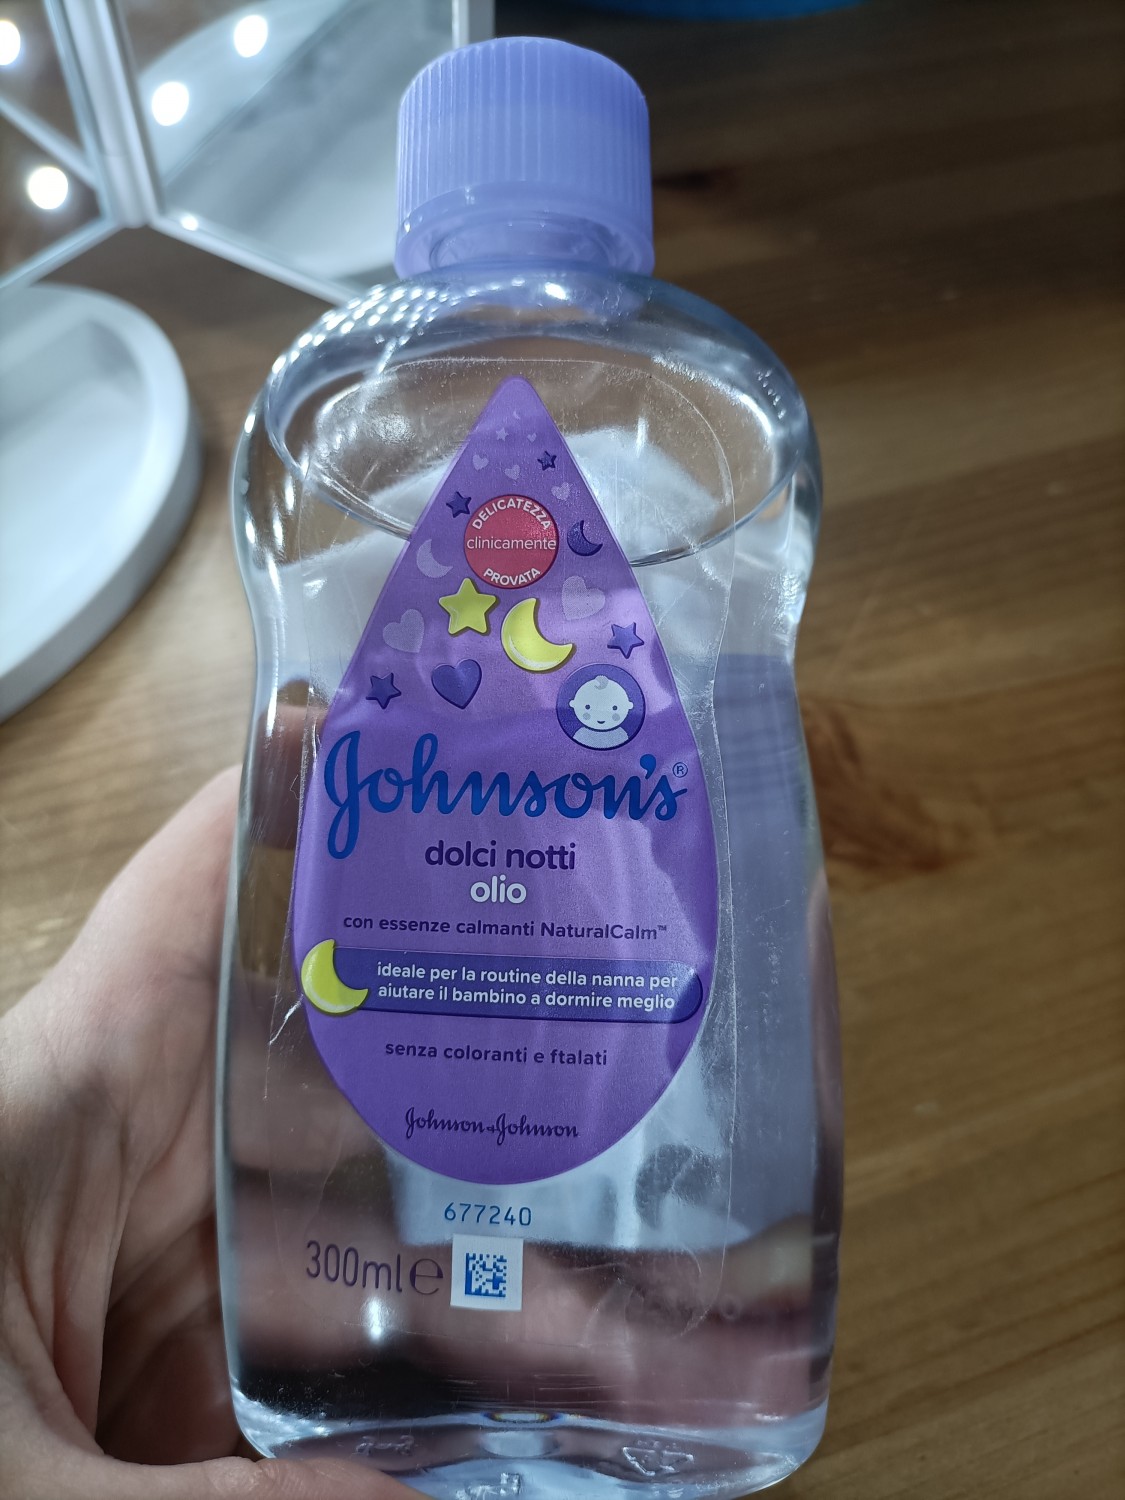 DELICATEZZA
clinicamente
PROVATA
Johnson's®
dolci notti
olio
con essenze calmanti NaturalCalm™
ideale per la routine della nanna per
aiutare il bambino a dormire meglio
senza coloranti e ftalati
Johnson & Johnson
677240
300ml ℮